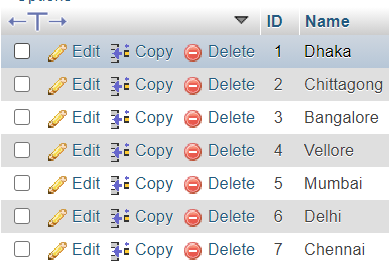 Options
ID Name
Edit Copy Delete 1 Dhaka
Edit Copy Delete 2 Chittagong
Edit Copy Delete 3 Bangalore
Edit Copy Delete 4 Vellore
Edit Copy Delete 5 Mumbai
Edit Copy Delete 6 Delhi
Edit Copy Delete 7 Chennai